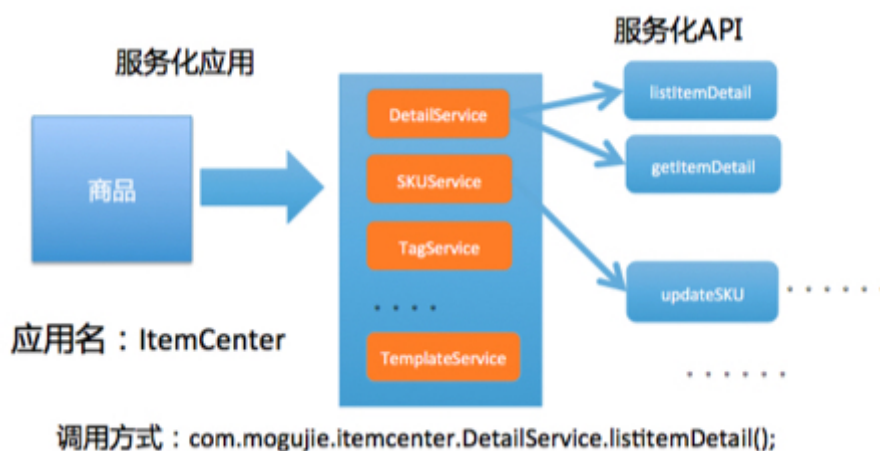 服务化API
服务化应用
商品
DetailService
SKUService
TagService
....
TemplateService
listItemDetail
getItemDetail
updateSKU
......
......
应用名：ItemCenter
调用方式：com.mogujie.itemcenter.DetailService.listitemDetail();